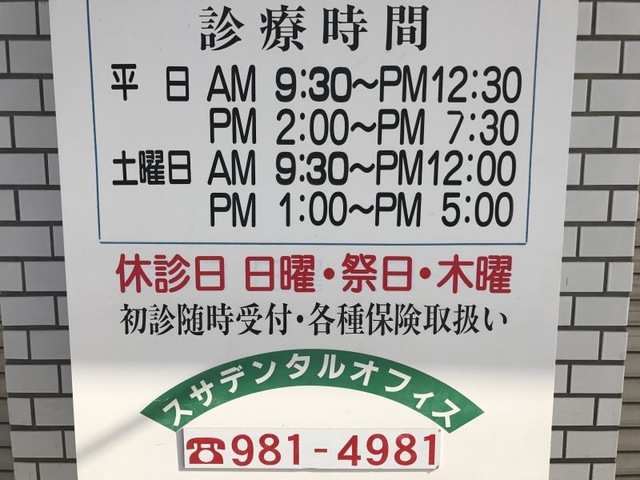 診療時間
平 日 AM 9:30〜PM12:30
PM 2:00〜PM 7:30
土曜日 AM 9:30〜PM12:00
PM 1:00〜PM 5:00
休診日 日曜・祭日・木曜
初診随時受付・各種保険取扱い
スサデンタルオフィス
☎981-4981